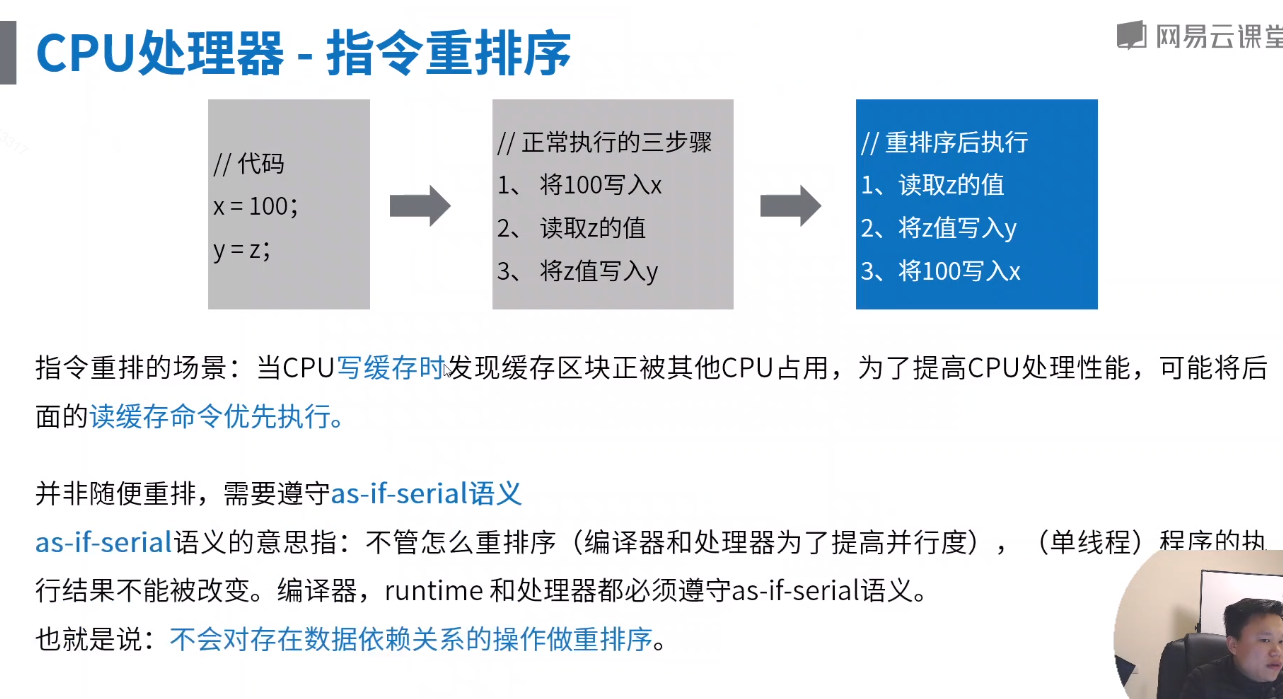 CPU处理器 - 指令重排序
网易云课堂
// 代码
x = 100；
y = z；
// 正常执行的三步骤
1、 将100写入x
2、 读取z的值
3、 将z值写入y
// 重排序后执行
1、读取z的值
2、将z值写入y
3、将100写入x
指令重排的场景：当CPU写缓存时发现缓存区块正被其他CPU占用，为了提高CPU处理性能，可能将后
面的读缓存命令优先执行。
并非随便重排，需要遵守as-if-serial语义
as-if-serial语义的意思指：不管怎么重排序（编译器和处理器为了提高并行度），（单线程）程序的执
行结果不能被改变。编译器，runtime 和处理器都必须遵守as-if-serial语义。
也就是说：不会对存在数据依赖关系的操作做重排序。